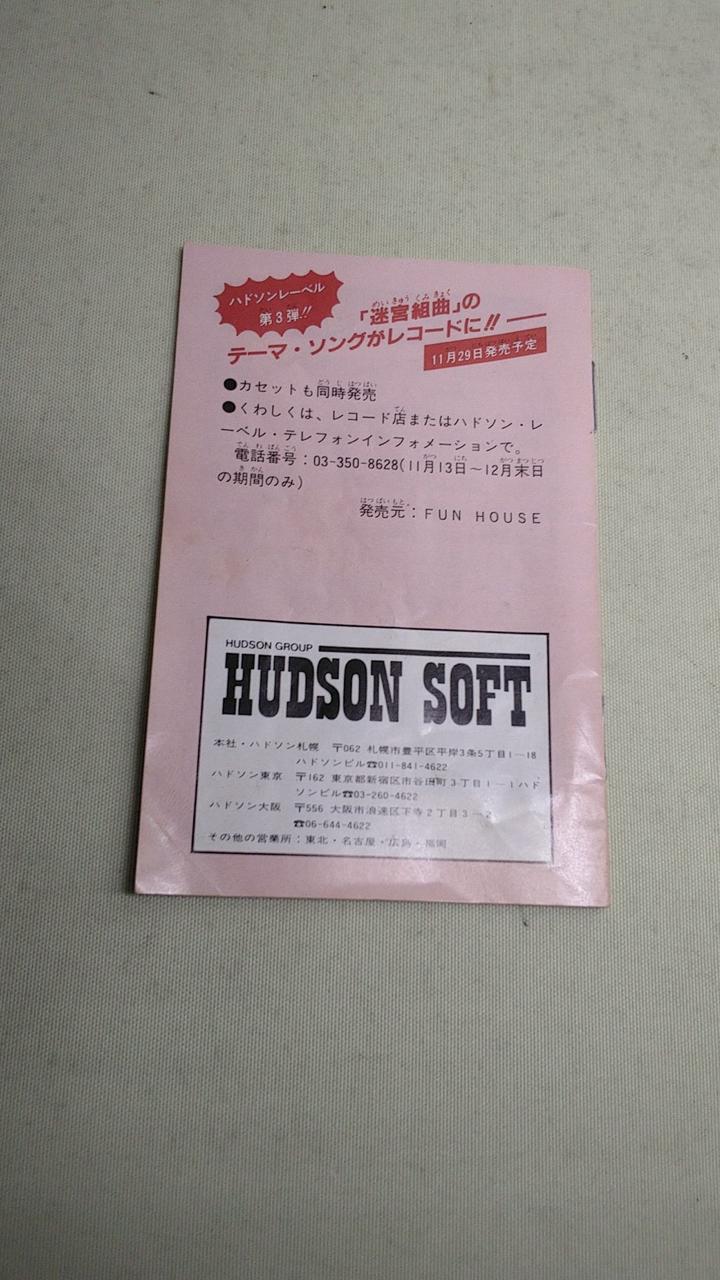 ハドソンレーベル
第3弾!!
「迷宮組曲」の
テーマ・ソングがレコードに!!
11月29日発売予定
●カセットも同時発売
●くわしくは、レコード店またはハドソン・レ
ーベル・テレフォンインフォメーションで。
電話番号:03-350-8628(11月13日〜12月末日
の期間のみ)
発売元:FUN HOUSE
HUDSON GROUP
HUDSON SOFT
本社・ハドソン札幌 〒062 札幌市豊平区平岸3条5丁目1―18
ハドソンビル☎011-841-4622
ハドソン東京 〒162 東京都新宿区市谷田町3丁目1―1ハド
ソンビル☎03-260-4622
ハドソン大阪 〒556 大阪市浪速区下寺2丁目3―2
☎06-644-4622
その他の営業所:東北・名古屋・広島・福岡